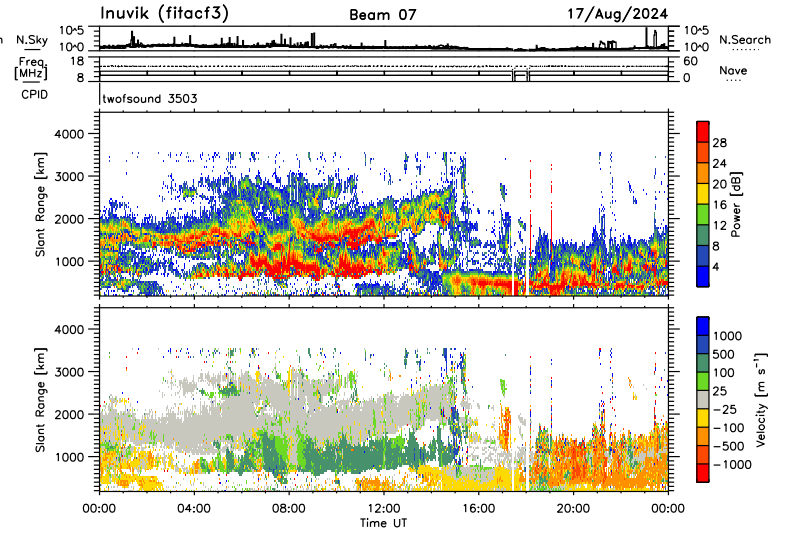 Inuvik (fitacf3) Beam 07 17/Aug/2024
N.Sky 10^5 10^0 10^5 10^0 N.Search
Freq. [MHz] 18 8 60 0 Nave
CPID twofsound 3503
Slant Range [km] 4000 3000 2000 1000
28 24 20 16 12 8 4 Power [dB]
Slant Range [km] 4000 3000 2000 1000
1000 500 100 25 -25 -100 -500 -1000 Velocity [m s^-1]
00:00 04:00 08:00 12:00 16:00 20:00 00:00
Time UT